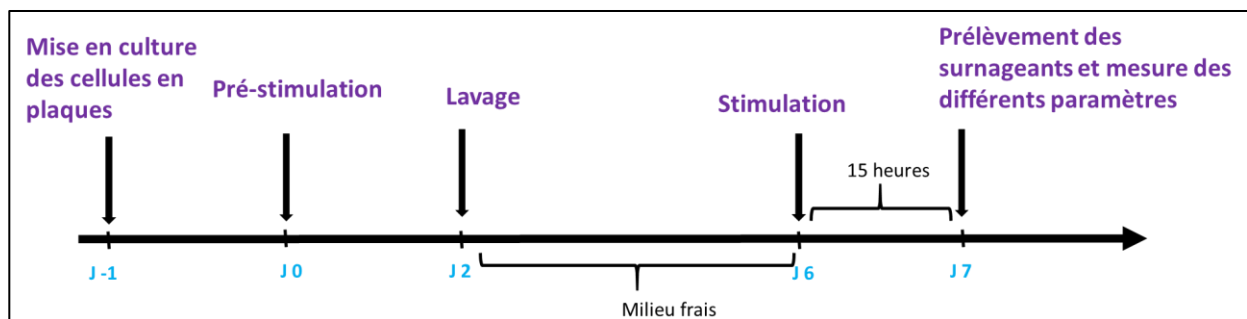 Mise en culture
des cellules en
plaques
Pré-stimulation
Lavage
Stimulation
Prélèvement des
surnageants et mesure des
différents paramètres
15 heures
J -1
J 0
J 2
J 6
J 7
Milieu frais